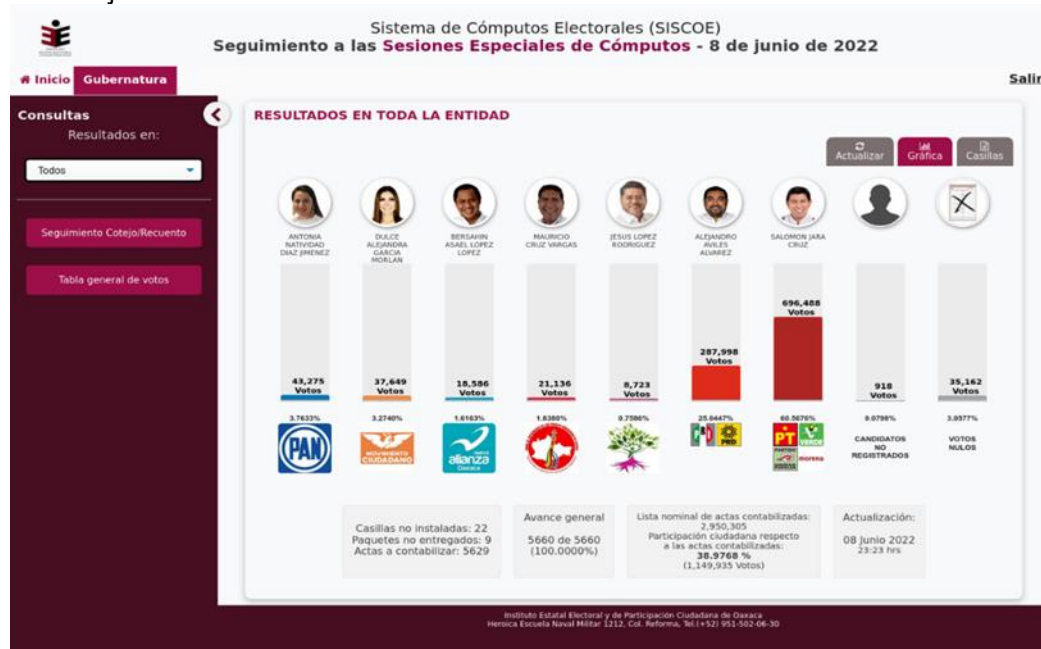 Sistema de Cómputos Electorales (SISCOE)
Seguimiento a las Sesiones Especiales de Cómputos - 8 de junio de 2022
Inicio Gubernatura
Salir
Consultas
Resultados en:
Todos
Seguimiento Cotejo/Recuento
Tabla general de votos
RESULTADOS EN TODA LA ENTIDAD
Actualizar Gráfica Casillas
ANTONIA
NATIVIDAD
DIAZ JIMENEZ
DULCE
ALEJANDRA
GARCIA
MORLAN
BERSAHIN
ASAEL LOPEZ
LOPEZ
MAURICIO
CRUZ VARGAS
JESUS LOPEZ
RODRIGUEZ
ALEJANDRO
AVILES
ALVAREZ
SALOMON JARA
CRUZ
43,275
Votos
37,649
Votos
18,586
Votos
21,136
Votos
8,723
Votos
287,998
Votos
696,488
Votos
918
Votos
35,162
Votos
3.7633%
3.2740%
1.6163%
1.8380%
0.7586%
25.0447%
60.5676%
0.0798%
PAN
MOVIMIENTO
CIUDADANO
nueva
alianza
Oaxaca
PRD
PT
VERDE
PARTIDO
morena
CANDIDATOS
NO
REGISTRADOS
VOTOS
NULOS
Casillas no instaladas: 22
Paquetes no entregados: 9
Actas a contabilizar: 5629
Avance general
5660 de 5660
(100.0000%)
Lista nominal de actas contabilizadas:
2,950,305
Participación ciudadana respecto
a las actas contabilizadas:
38.9768 %
(1,149,935 Votos)
Actualización:
08 Junio 2022
23:23 hrs
Instituto Estatal Electoral y de Participación Ciudadana de Oaxaca
Heroica Escuela Naval Militar 1212, Col. Reforma, Tel.(+52) 951-502-06-30